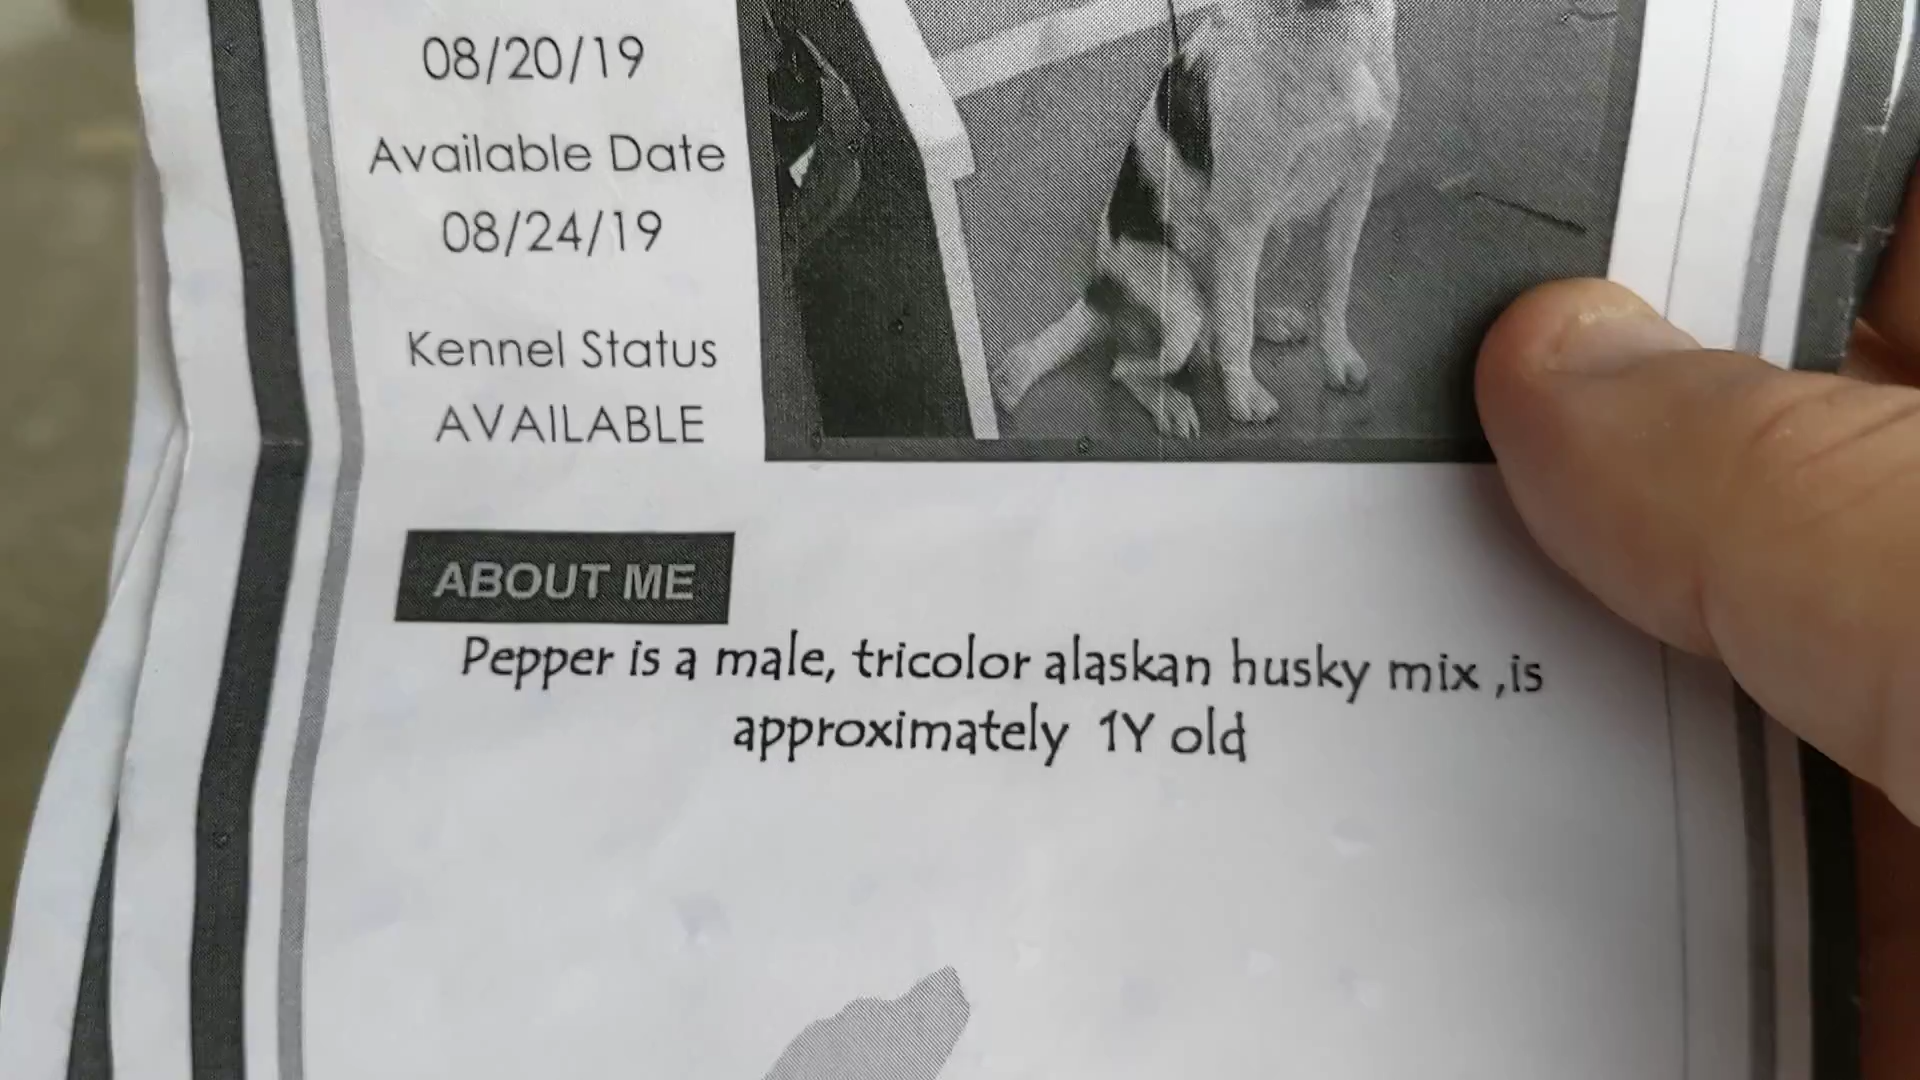 08/20/19
Available Date
08/24/19
Kennel Status
AVAILABLE
ABOUT ME
Pepper is a male, tricolor alaskan husky mix ,is
approximately 1Y old